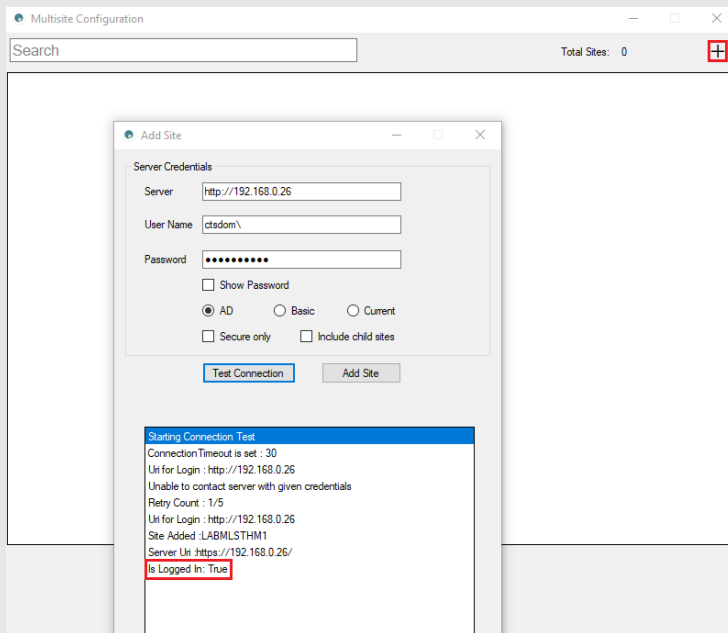 Multisite Configuration
Search
Total Sites: 0
Add Site
Server Credentials
Server http://192.168.0.26
User Name ctsdom\
Password ●●●●●●●●●●
Show Password
AD Basic Current
Secure only Include child sites
Test Connection Add Site
Starting Connection Test
ConnectionTimeout is set : 30
Uri for Login : http://192.168.0.26
Unable to contact server with given credentials
Retry Count : 1/5
Uri for Login : http://192.168.0.26
Site Added :LABMLSTHM1
Server Uri :https://192.168.0.26/
Is Logged In: True